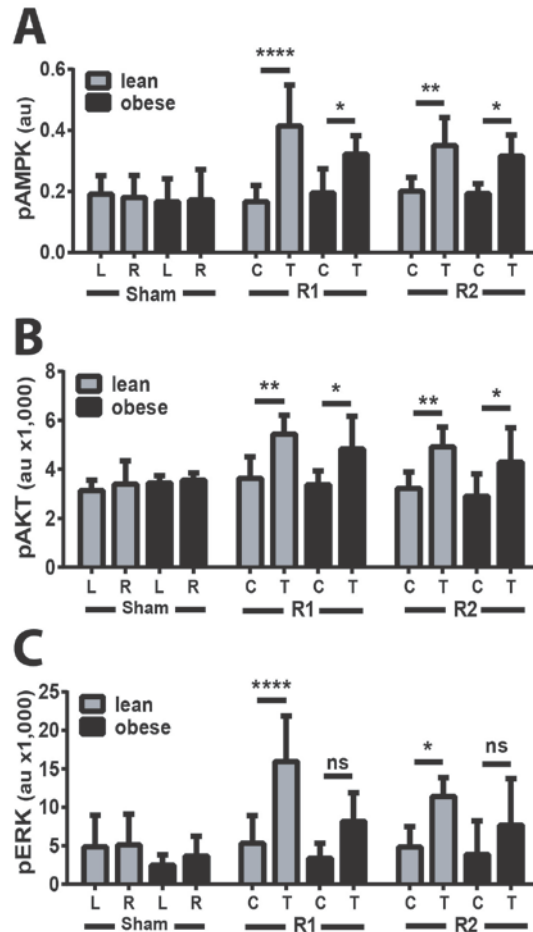 A
pAMPK (au)
0.6
0.4
0.2
0.0
lean
obese
****
*
**
*
L R L R C T C T C T C T
Sham R1 R2
B
pAKT (au x1,000)
8
6
4
2
0
lean
obese
**
*
**
*
L R L R C T C T C T C T
Sham R1 R2
C
pERK (au x1,000)
25
20
15
10
5
0
lean
obese
****
ns
*
ns
L R L R C T C T C T C T
Sham R1 R2